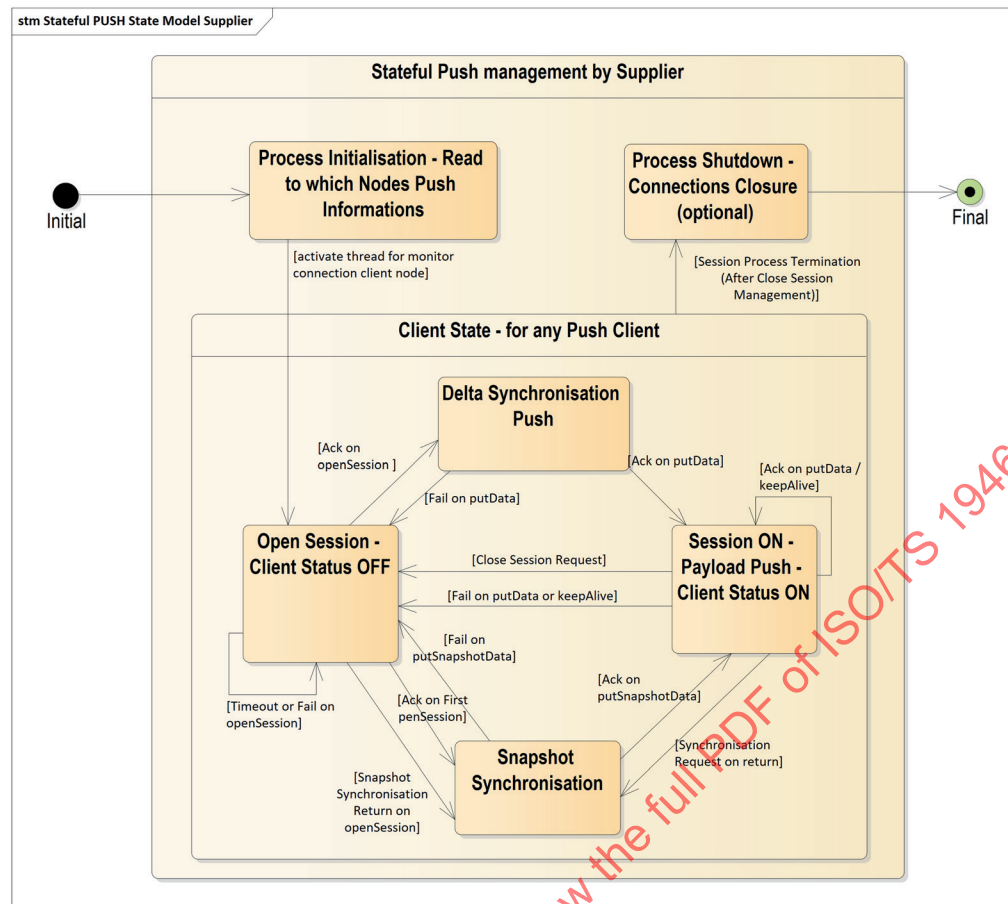 stm Stateful PUSH State Model Supplier
Stateful Push management by Supplier
Process Initialisation - Read
to which Nodes Push
Informations
Process Shutdown -
Connections Closure
(optional)
Initial
Final
[activate thread for monitor
connection client node]
[Session Process Termination
(After Close Session
Management)]
Client State - for any Push Client
Delta Synchronisation
Push
[Ack on
openSession ]
[Ack on putData]
[Ack on putData /
keepAlive]
[Fail on putData]
Open Session -
Client Status OFF
Session ON -
Payload Push -
Client Status ON
[Close Session Request]
[Fail on putData or keepAlive]
[Fail on
putSnapshotData]
[Ack on
putSnapshotData]
[Timeout or Fail on
openSession]
[Ack on First
penSession]
[Synchronisation
Request on return]
Snapshot
Synchronisation
[Snapshot
Synchronisation
Return on
openSession]
w the full PDF of ISO/TS 1946